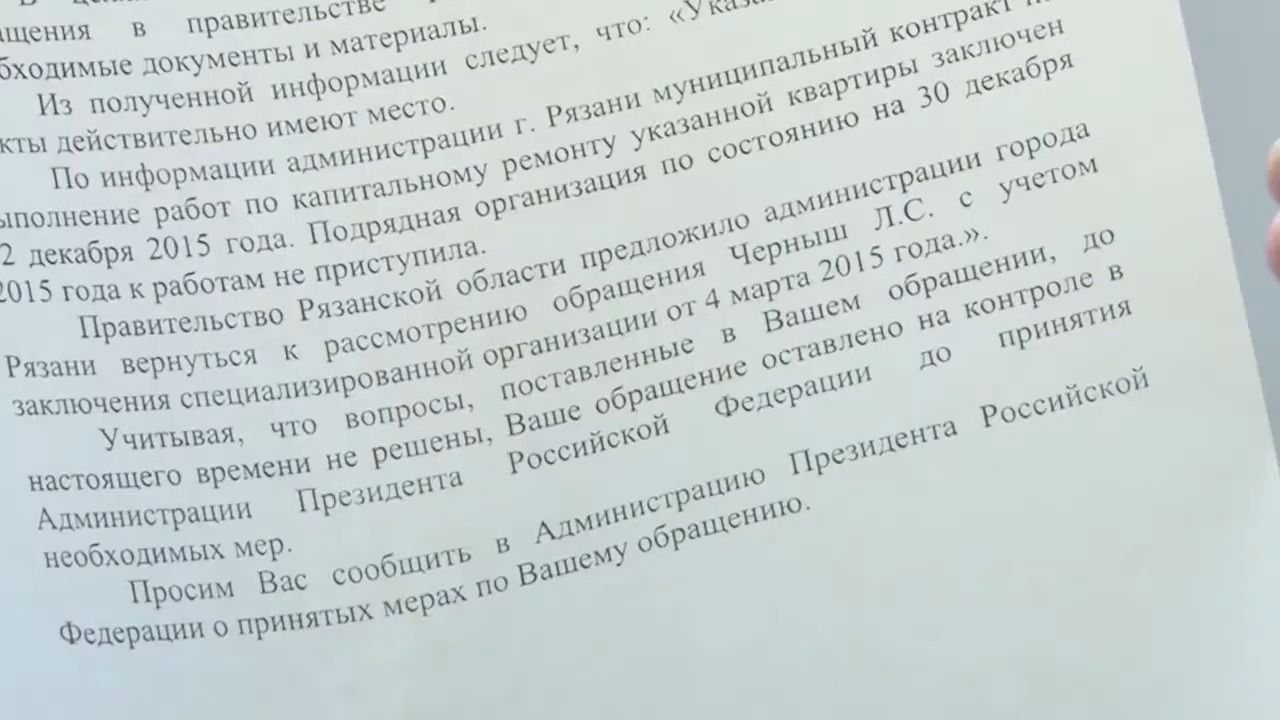 в правительстве
документы и материалы.
Из полученной информации следует, что:
действительно имеют место.
По информации администрации г. Рязани муниципальный контракт
работ по капитальному ремонту указанной квартиры заключен
2 декабря 2015 года. Подрядная организация по состоянию на 30 декабря
2015 года к работам не приступила.
Правительство Рязанской области предложило администрации города
Рязани вернуться к рассмотрению обращения Черныш Л.С. с учетом
заключения специализированной организации от 4 марта 2015 года.».
Учитывая, что вопросы, поставленные в Вашем обращении, до
настоящего времени не решены, Ваше обращение оставлено на контроле в
Администрации Президента Российской Федерации до принятия
необходимых мер.
Просим Вас сообщить в Администрацию Президента Российской
Федерации о принятых мерах по Вашему обращению.